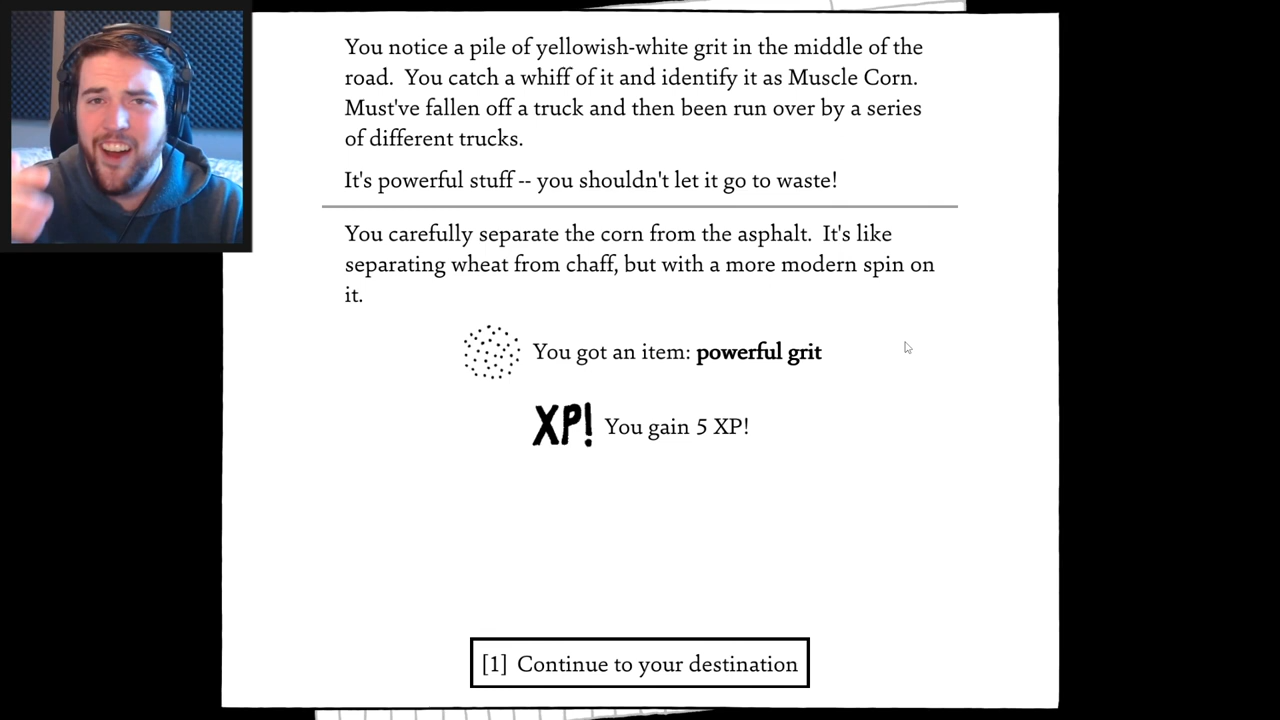 You notice a pile of yellowish-white grit in the middle of the
road.  You catch a whiff of it and identify it as Muscle Corn.
Must've fallen off a truck and then been run over by a series
of different trucks.
It's powerful stuff -- you shouldn't let it go to waste!
You carefully separate the corn from the asphalt.  It's like
separating wheat from chaff, but with a more modern spin on
it.
You got an item: powerful grit
XP! You gain 5 XP!
[1] Continue to your destination